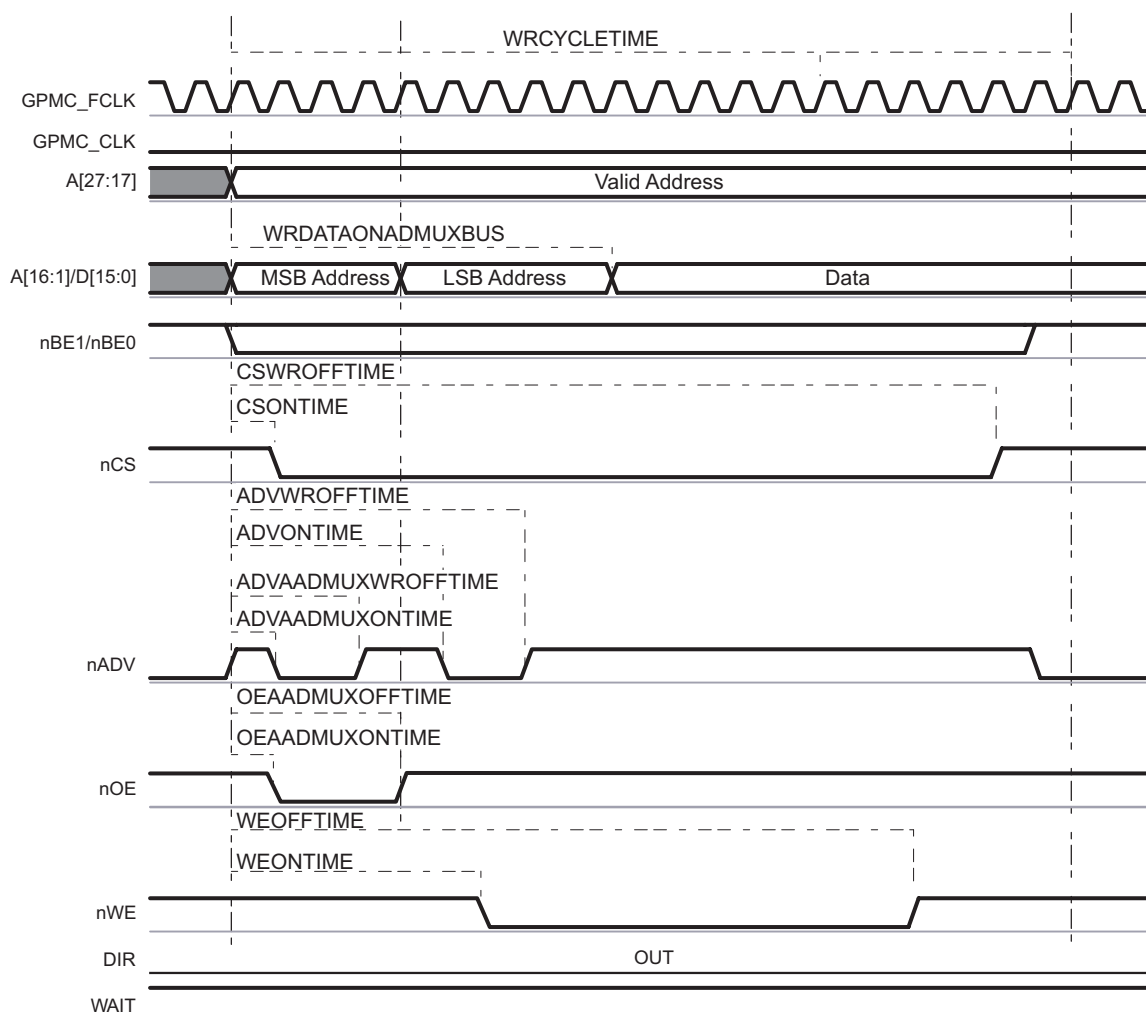 WRCYCLETIME
GPMC_FCLK
GPMC_CLK
A[27:17]
Valid Address
WRDATAONADMUXBUS
A[16:1]/D[15:0]
MSB Address
LSB Address
Data
nBE1/nBE0
CSWROFFTIME
CSONTIME
nCS
ADVWROFFTIME
ADVONTIME
ADVAADMUXWROFFTIME
ADVAADMUXONTIME
nADV
OEAADMUXOFFTIME
OEAADMUXONTIME
nOE
WEOFFTIME
WEONTIME
nWE
DIR
OUT
WAIT